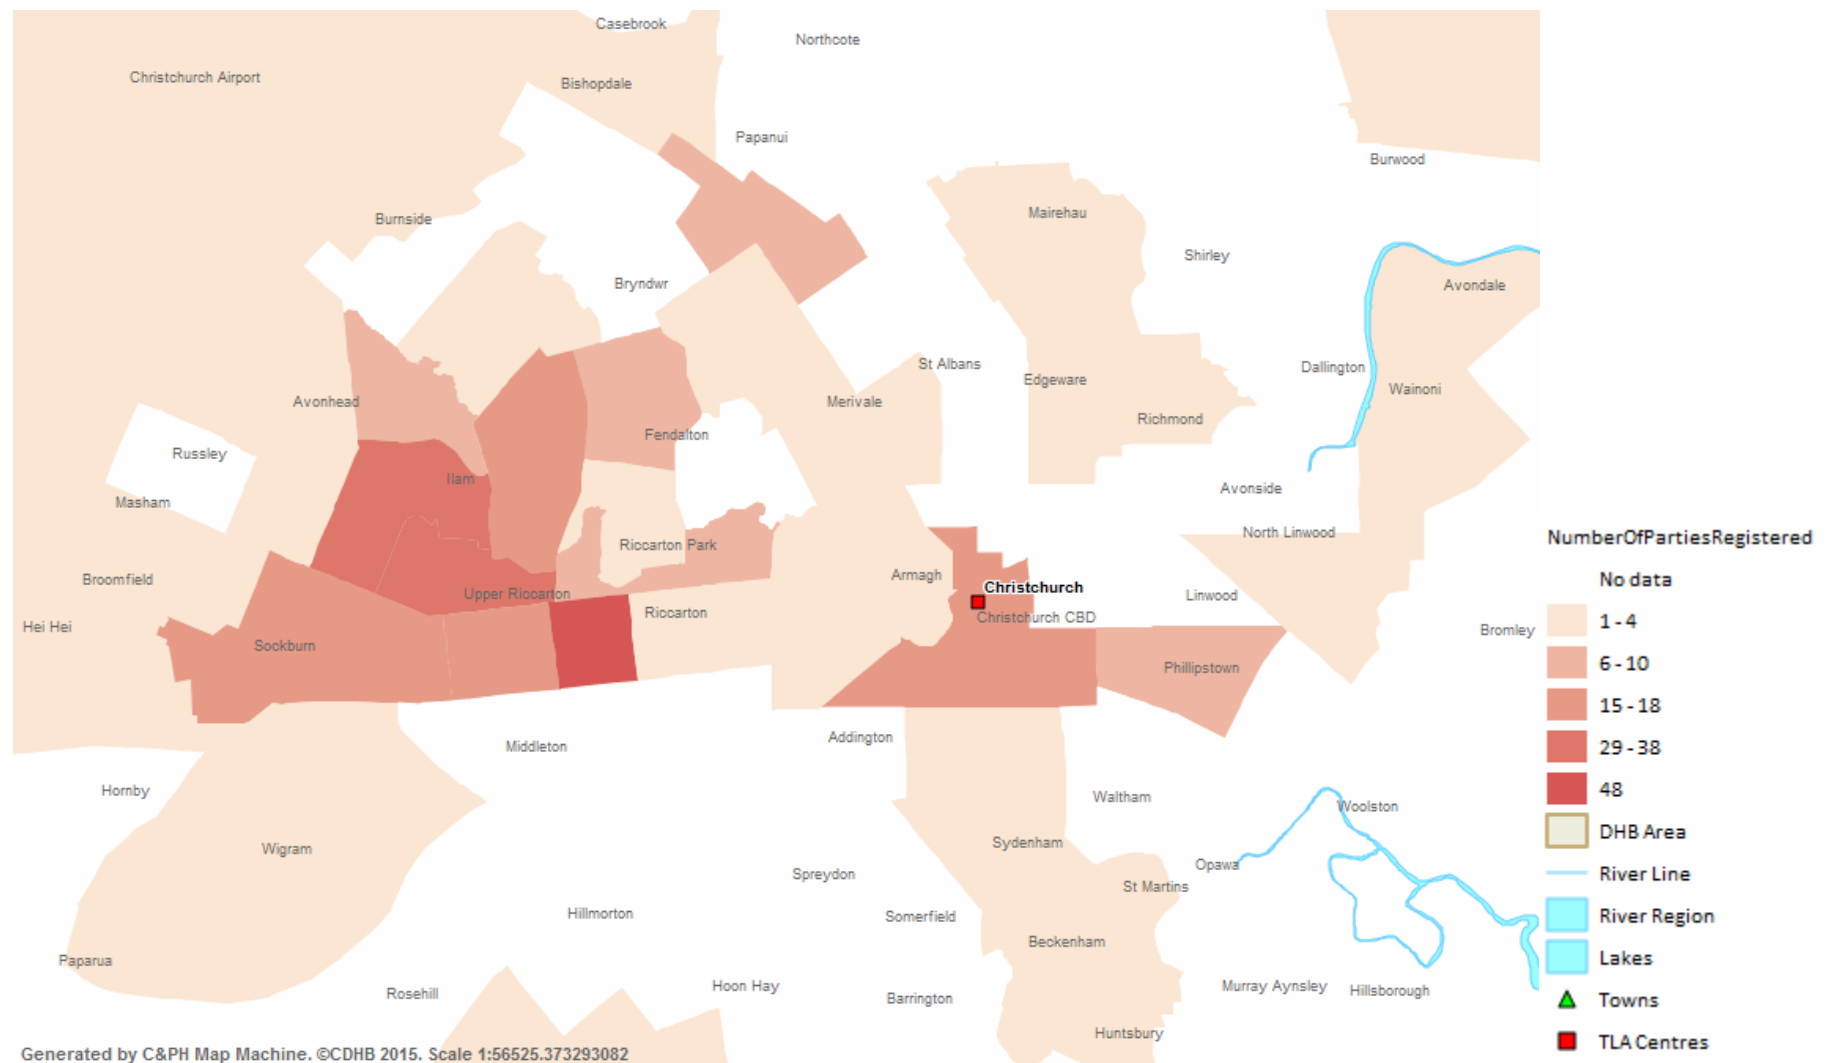 Casebrook
Northcote
Christchurch Airport
Bishopdale
Papanui
Burwood
Burnside
Mairehau
Shirley
Bryndwr
Avondale
St Albans
Dallington
Edgeware
Wainoni
Avonhead
Merivale
Richmond
Fendalton
Russley
Ilam
Avonside
Masham
North Linwood
Riccarton Park
Broomfield
Armagh
Christchurch
Upper Riccarton
Linwood
Riccarton
Christchurch CBD
Hei Hei
Bromley
Sockburn
Phillipstown
Middleton
Addington
Hornby
Waltham
Woolston
Wigram
Sydenham
Opawa
Spreydon
St Martins
Hillmorton
Somerfield
Beckenham
Paparua
Rosehill
Hoon Hay
Barrington
Murray Aynsley
Hillsborough
Huntsbury
Generated by C&PH Map Machine. ©CDHB 2015. Scale 1:56525.373293082
NumberOfPartiesRegistered
No data
1 - 4
6 - 10
15 - 18
29 - 38
48
DHB Area
River Line
River Region
Lakes
Towns
TLA Centres